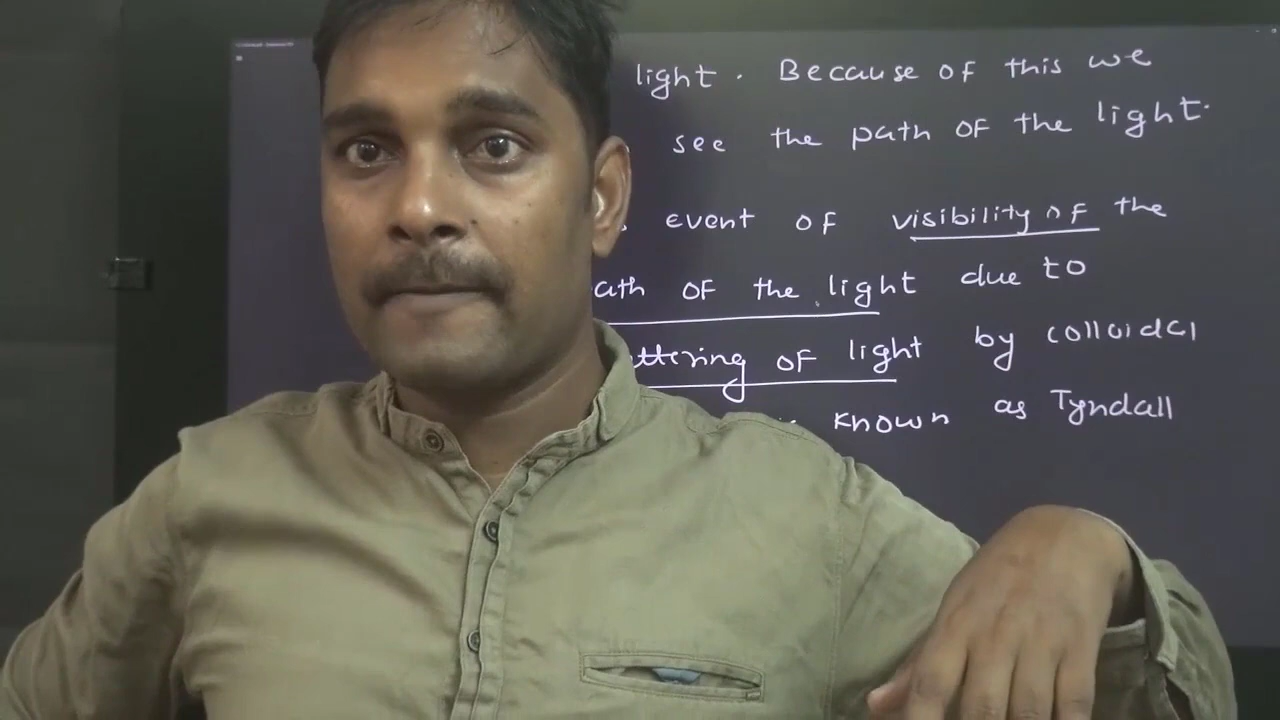 light. Because of this we
see the path of the light.
event of visibility of the
ath of the light due to
ttering of light by colloidal
known as Tyndall